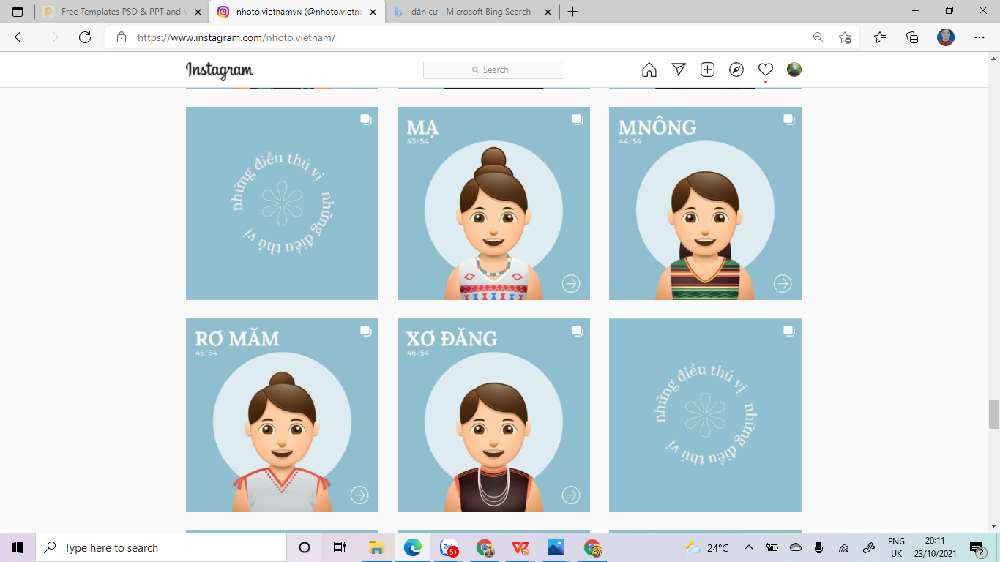 Free Templates PSD & PPT and V
nhoto.vietnamVN (@nhoto.vietna
dân cư - Microsoft Bing Search
https://www.instagram.com/nhoto.vietnam/
Instagram
Search
những điều thú vị
những điều thú vị
MẠ
43/54
MNÔNG
44/54
RƠ MĂM
45/54
XƠ ĐĂNG
46/54
những điều thú vị
những điều thú vị
Type here to search
Zalo
5+
24°C
ENG
UK
20:11
23/10/2021
2